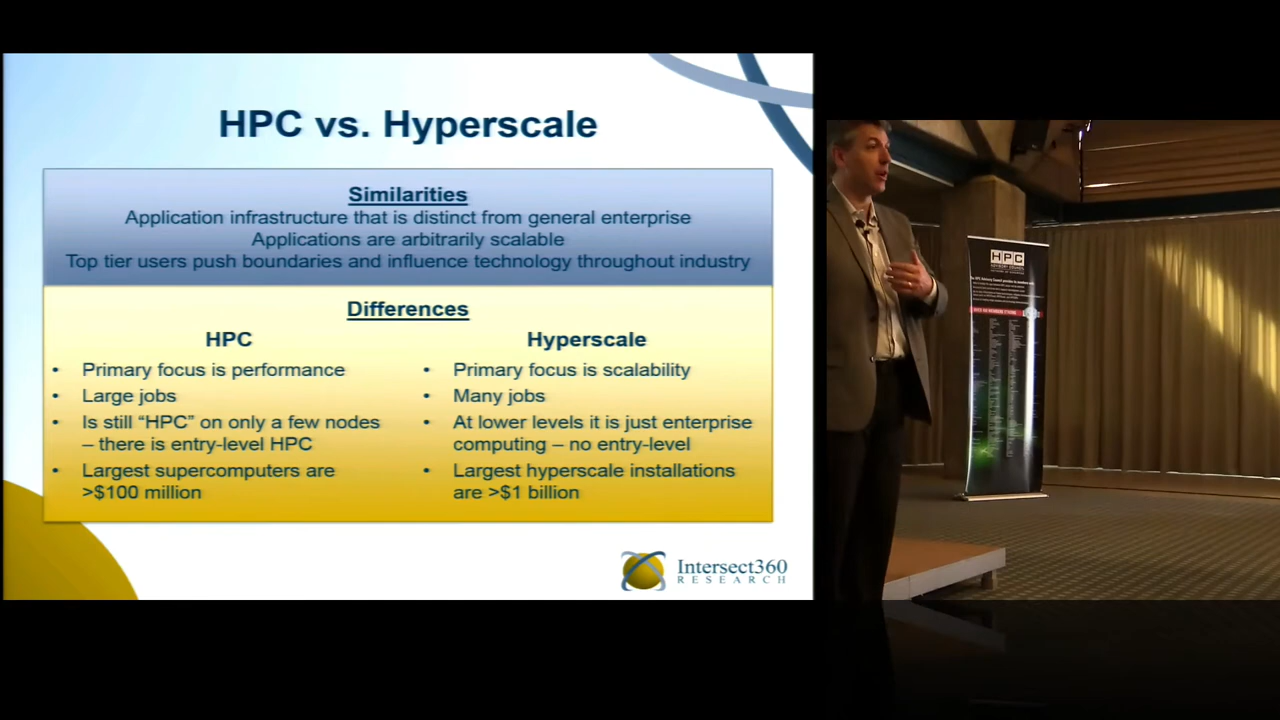 HPC vs. Hyperscale
Similarities
Application infrastructure that is distinct from general enterprise
Applications are arbitrarily scalable
Top tier users push boundaries and influence technology throughout industry
Differences
HPC
• Primary focus is performance
• Large jobs
• Is still “HPC” on only a few nodes
– there is entry-level HPC
• Largest supercomputers are
>$100 million
Hyperscale
• Primary focus is scalability
• Many jobs
• At lower levels it is just enterprise
computing – no entry-level
• Largest hyperscale installations
are >$1 billion
Intersect360
RESEARCH
HPC
ADVISORY COUNCIL